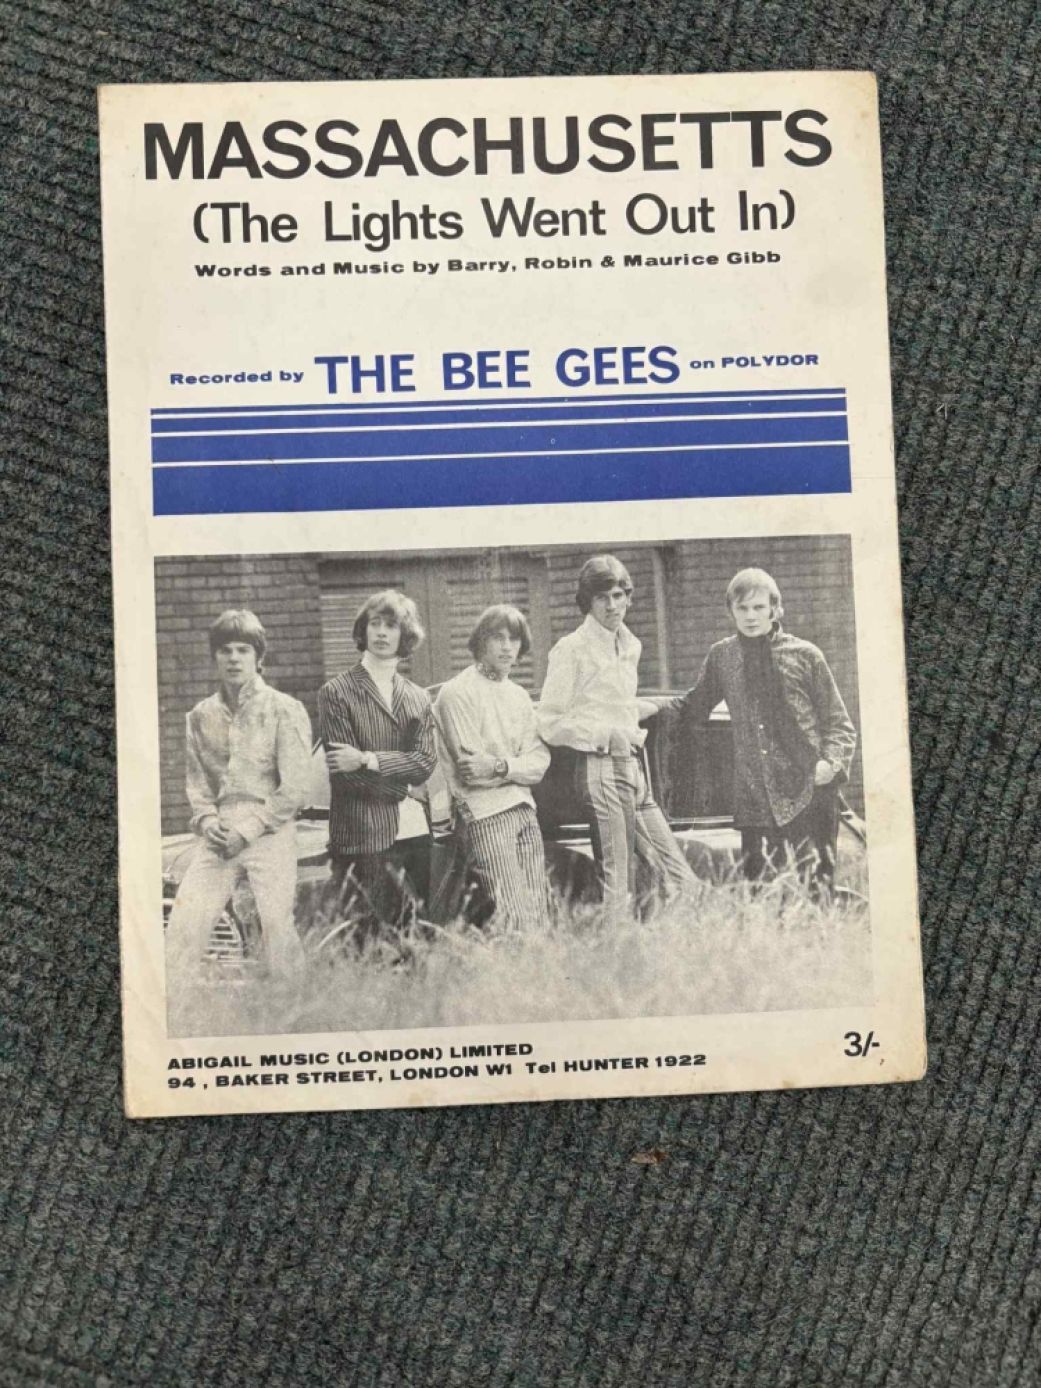 MASSACHUSETTS
(The Lights Went Out In)
Words and Music by Barry, Robin & Maurice Gibb
Recorded by THE BEE GEES on POLYDOR
ABIGAIL MUSIC (LONDON) LIMITED
94, BAKER STREET, LONDON W1 Tel HUNTER 1922
3/-